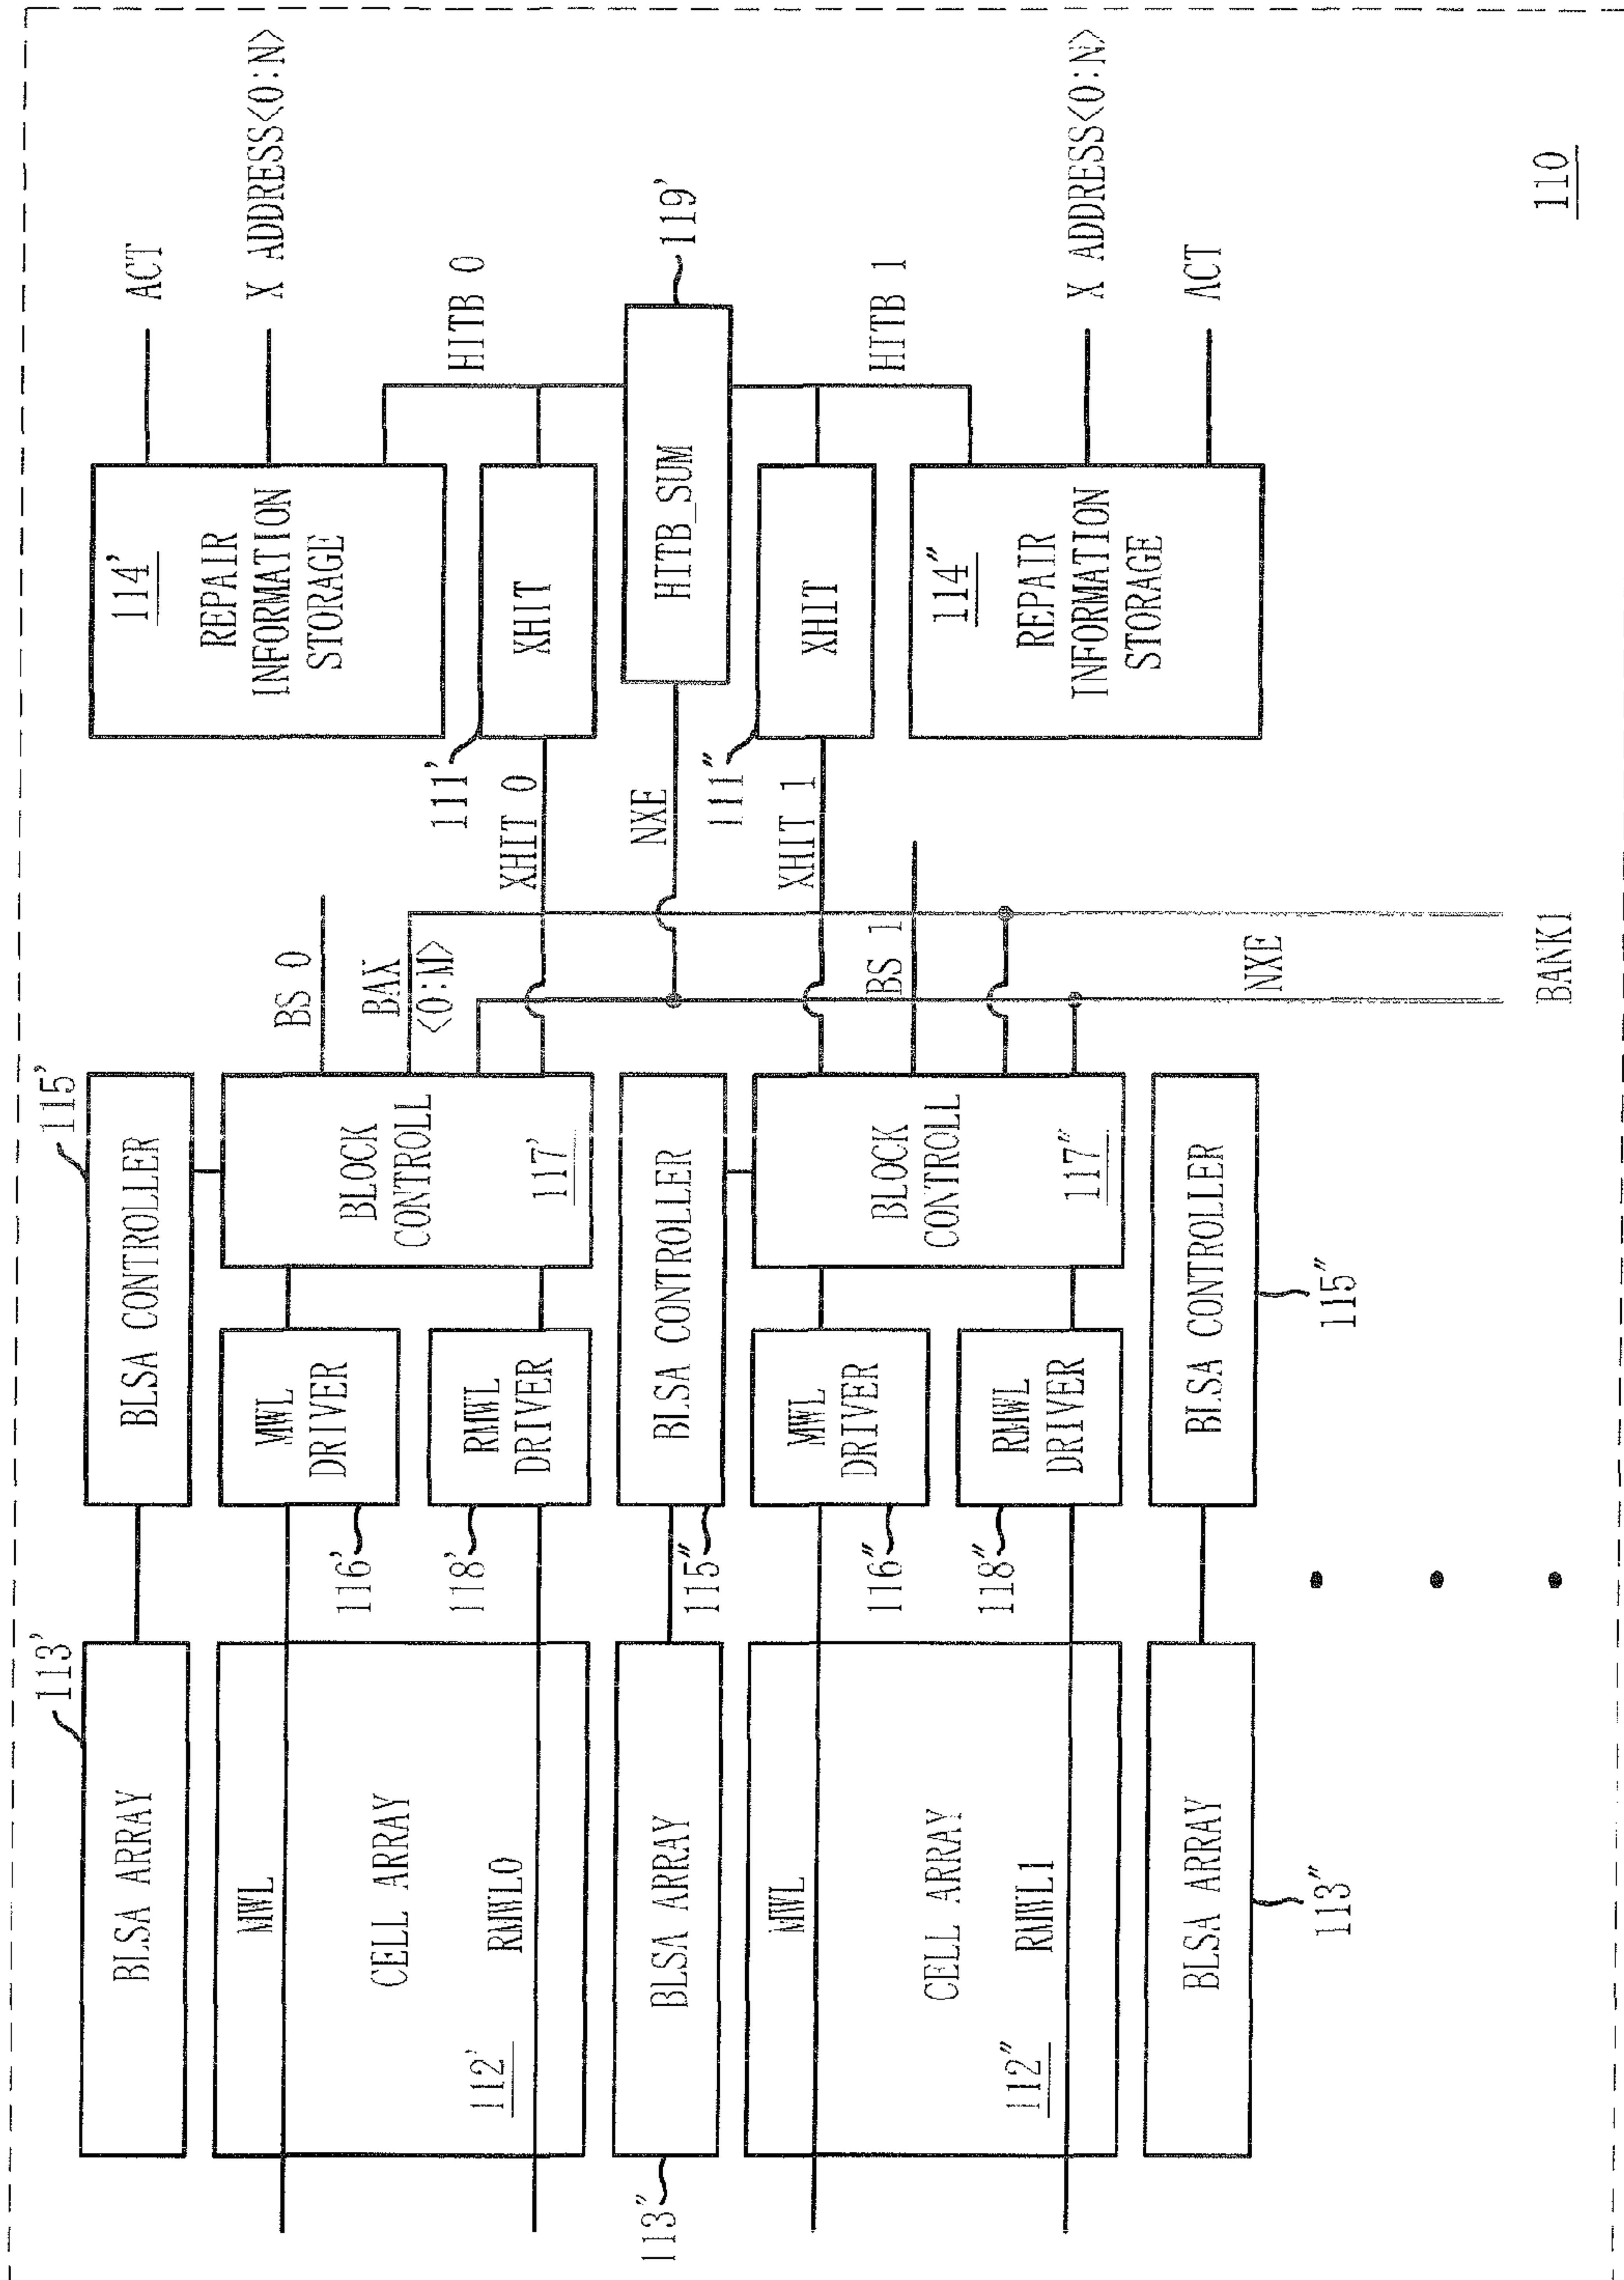 113'
115'
BLSA ARRAY
BLSA CONTROLLER
114'
REPAIR
INFORMATION
STORAGE
ACT
X ADDRESS<0:N>
MWL
CELL ARRAY
RMWL0
112'
MWL
DRIVER
116'
RMWL
DRIVER
118'
BLOCK
CONTROLL
117'
BS 0
BAX
<0:M>
XHIT 0
111'
XHIT
HITB 0
BLSA ARRAY
113"
BLSA CONTROLLER
115"
NXE
HITB_SUM
119'
MWL
CELL ARRAY
RMWL1
112"
MWL
DRIVER
116"
RMWL
DRIVER
118"
BLOCK
CONTROLL
117"
XHIT 1
BS 1
111"
XHIT
HITB 1
114"
REPAIR
INFORMATION
STORAGE
X ADDRESS<0:N>
ACT
BLSA ARRAY
113"
BLSA CONTROLLER
115"
NXE
BANK1
110